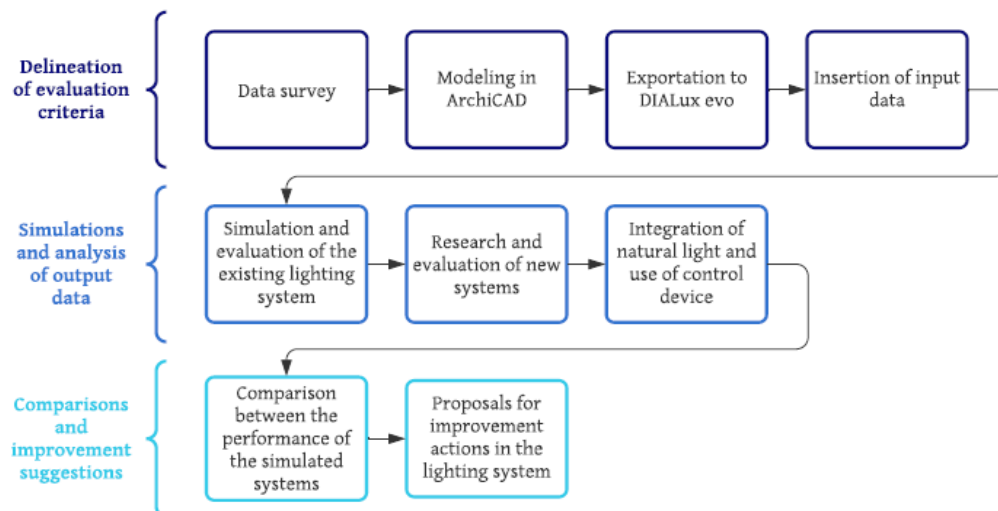 Delineation
of evaluation
criteria
Data survey
Modeling in
ArchiCAD
Exportation to
DIALux evo
Insertion of input
data
Simulations
and analysis
of output
data
Simulation and
evaluation of the
existing lighting
system
Research and
evaluation of new
systems
Integration of
natural light and
use of control
device
Comparisons
and
improvement
suggestions
Comparison
between the
performance of
the simulated
systems
Proposals for
improvement
actions in the
lighting system